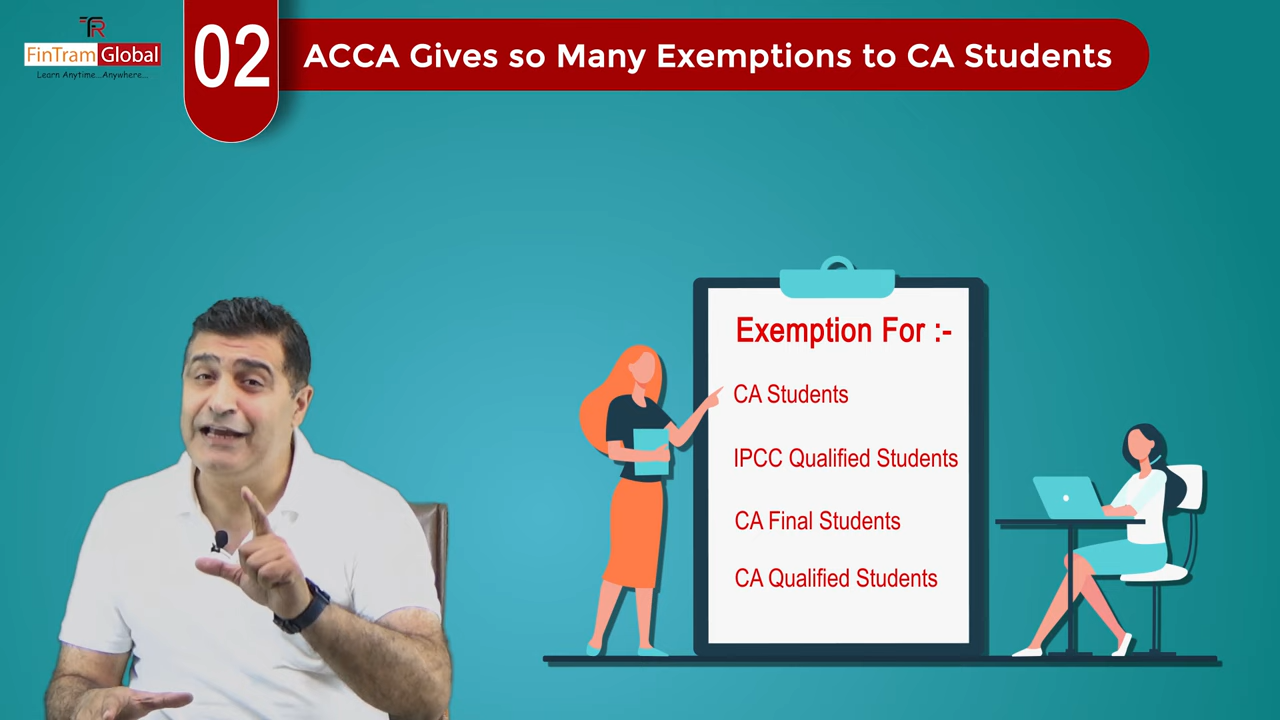 FR
FinTram Global
Learn Anytime...Anywhere...
02
ACCA Gives so Many Exemptions to CA Students
Exemption For :-
CA Students
IPCC Qualified Students
CA Final Students
CA Qualified Students